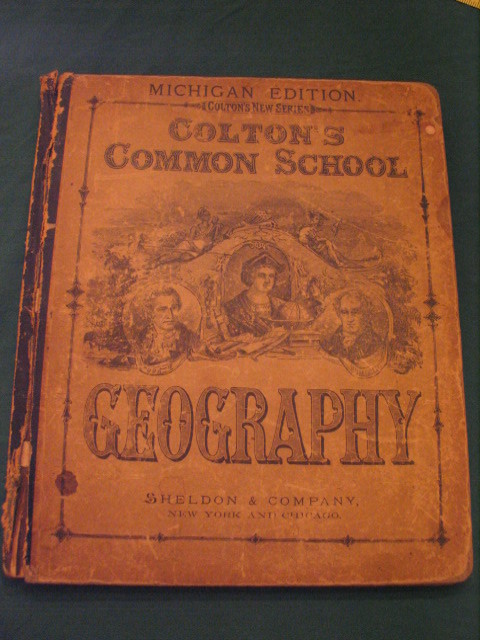 MICHIGAN EDITION.
COLTON'S NEW SERIES
COLTON'S
COMMON SCHOOL
GEOGRAPHY
SHELDON & COMPANY,
NEW YORK AND CHICAGO.